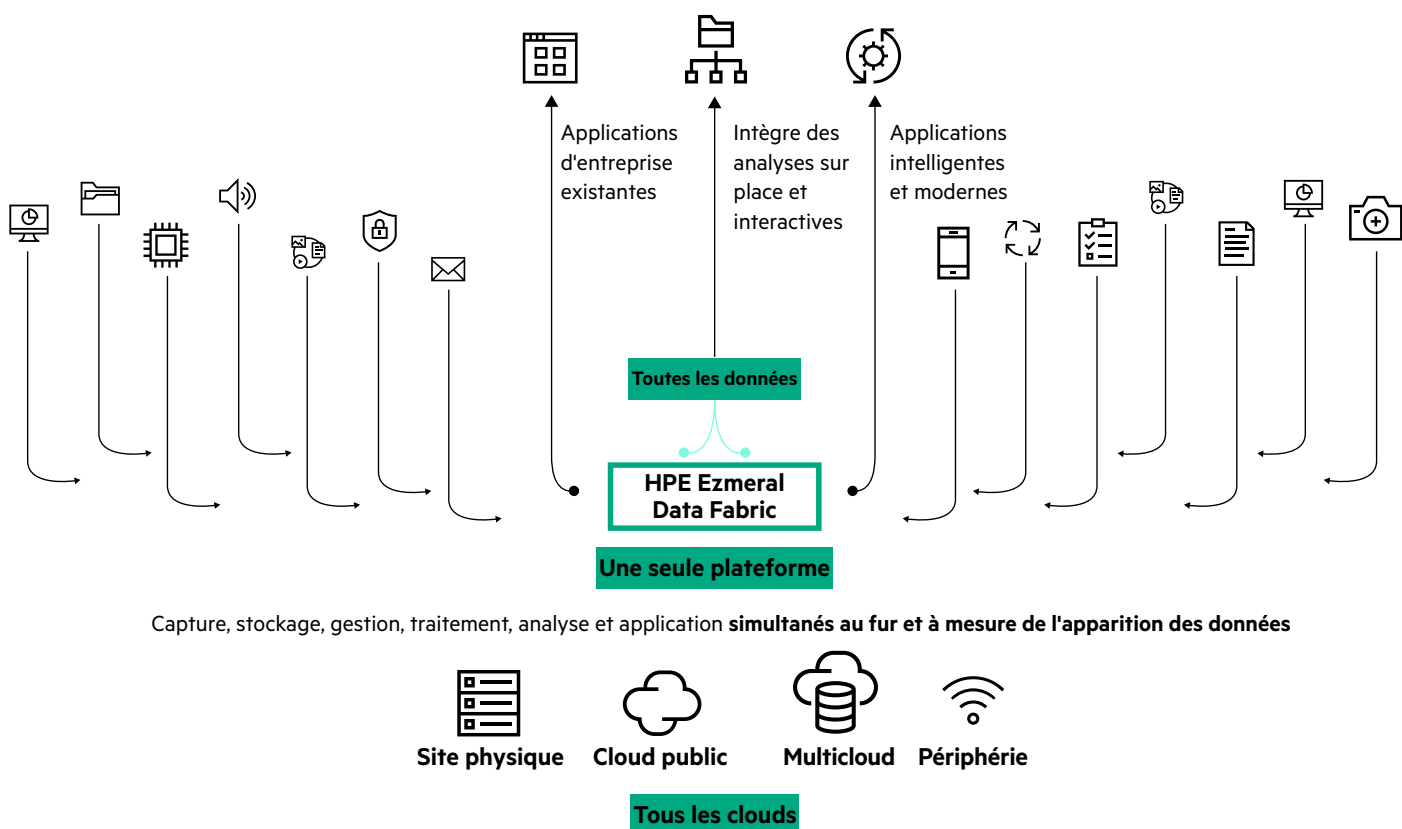 Applications
d'entreprise
existantes
Intègre des
analyses sur
place et
interactives
Applications
intelligentes
et modernes
Toutes les données
HPE Ezmeral
Data Fabric
Une seule plateforme
Capture, stockage, gestion, traitement, analyse et application simultanés au fur et à mesure de l'apparition des données
Site physique
Cloud public
Multicloud
Périphérie
Tous les clouds